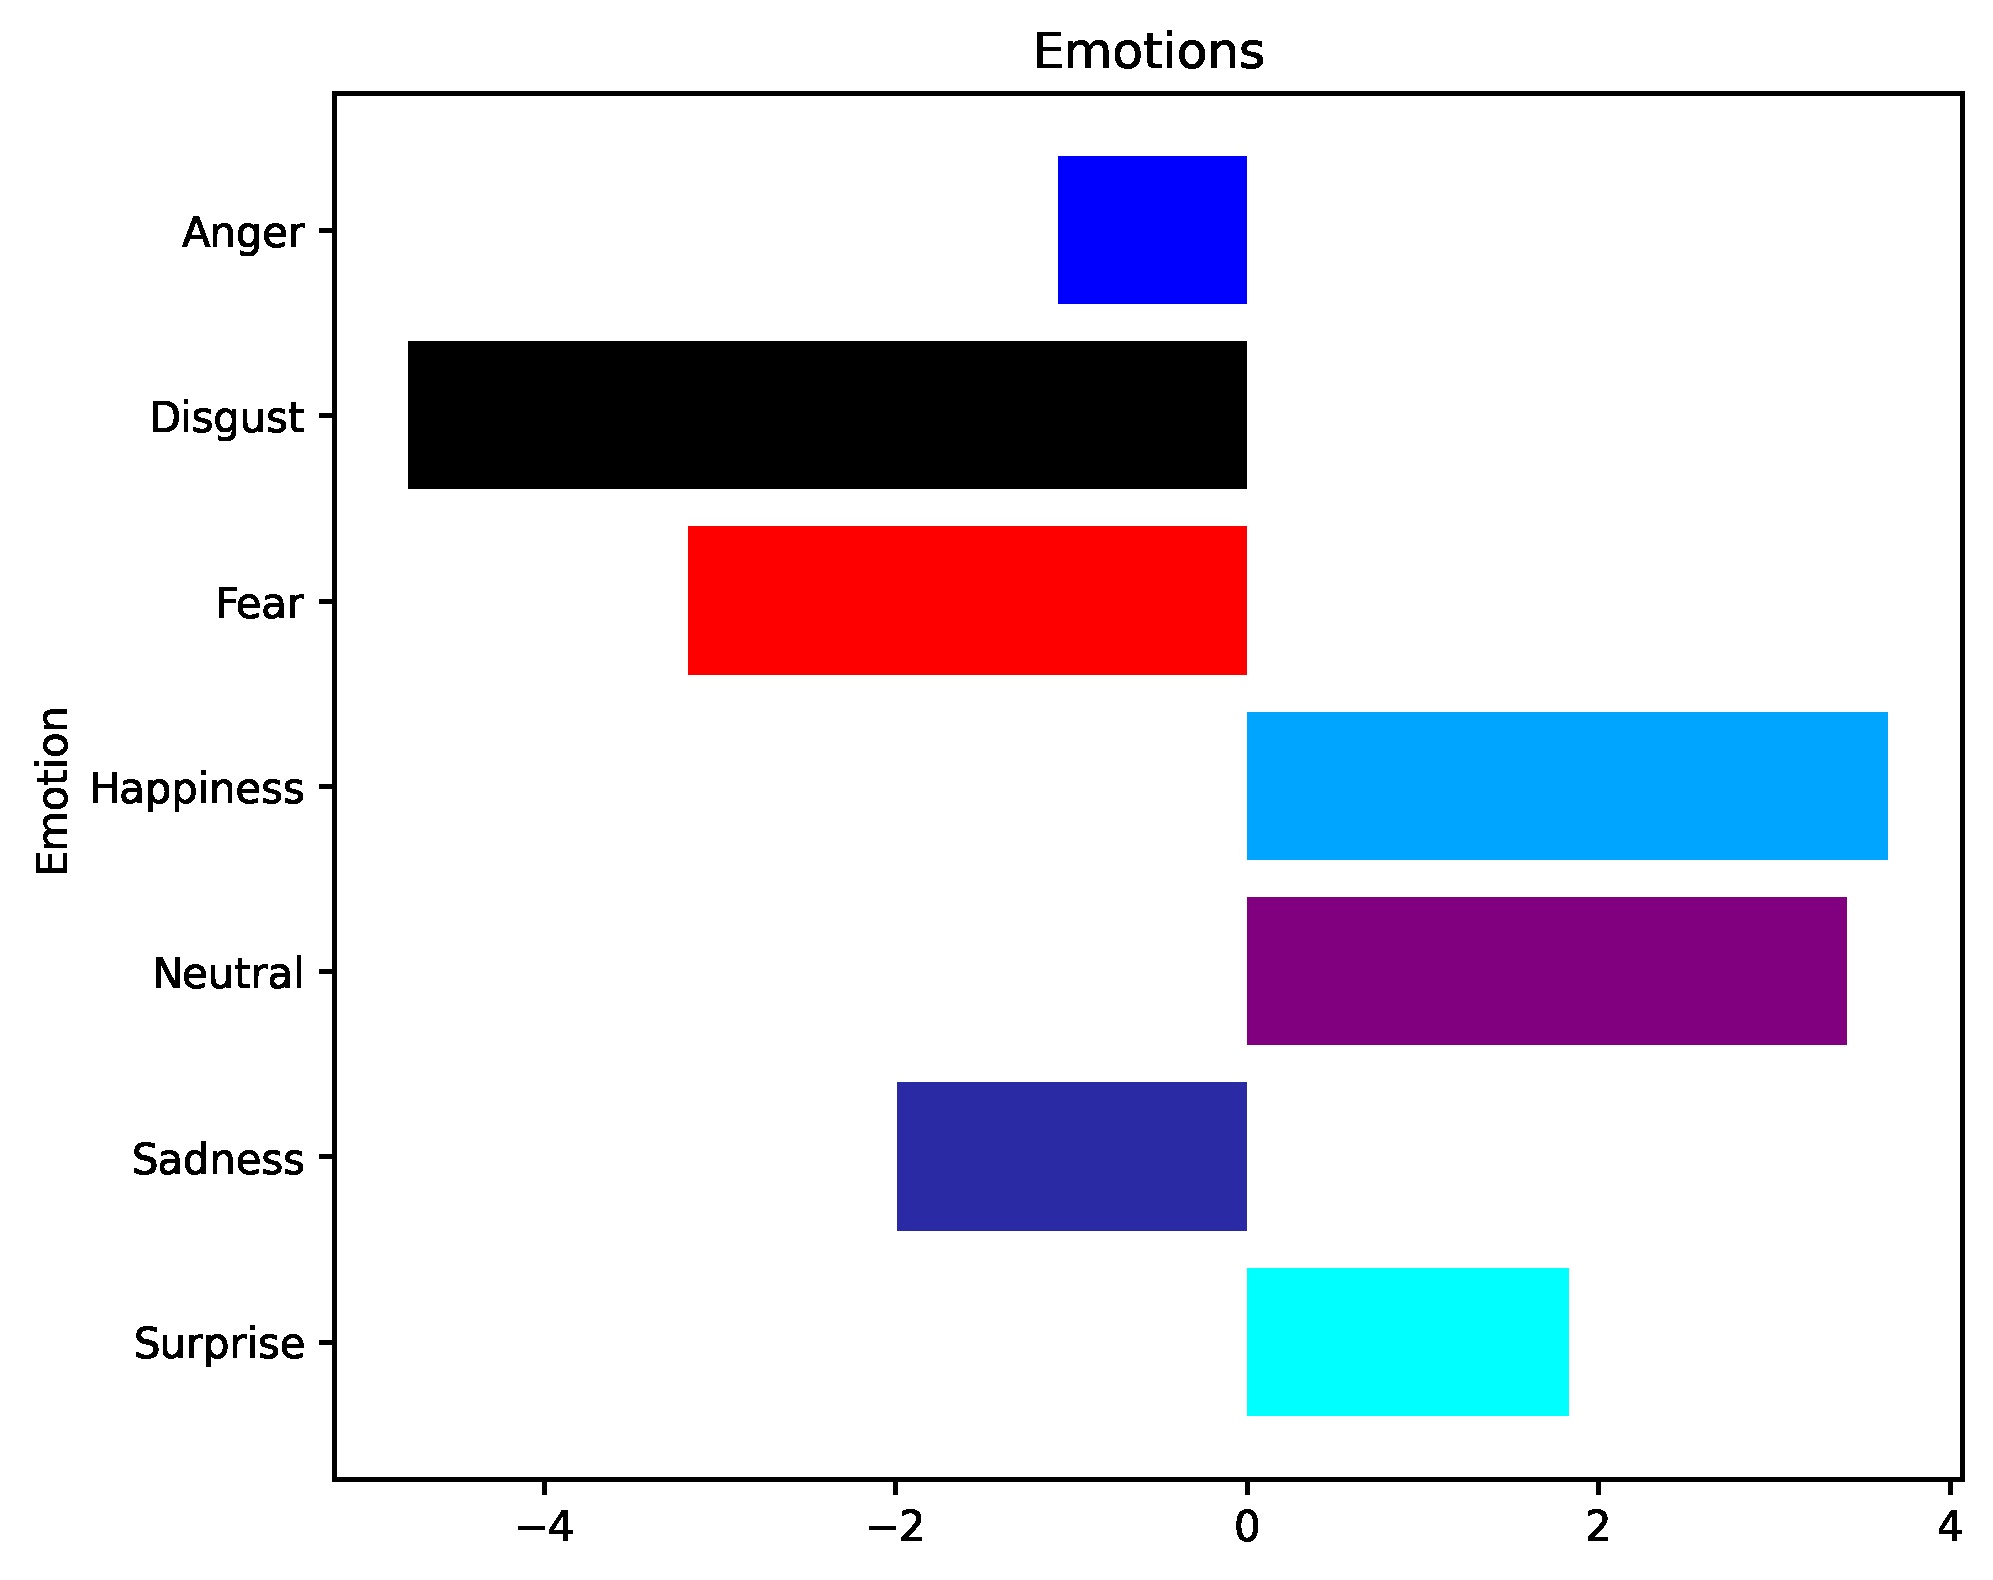 Emotions
Anger
Disgust
Fear
Happiness
Neutral
Sadness
Surprise
Emotion
−4 −2 0 2 4